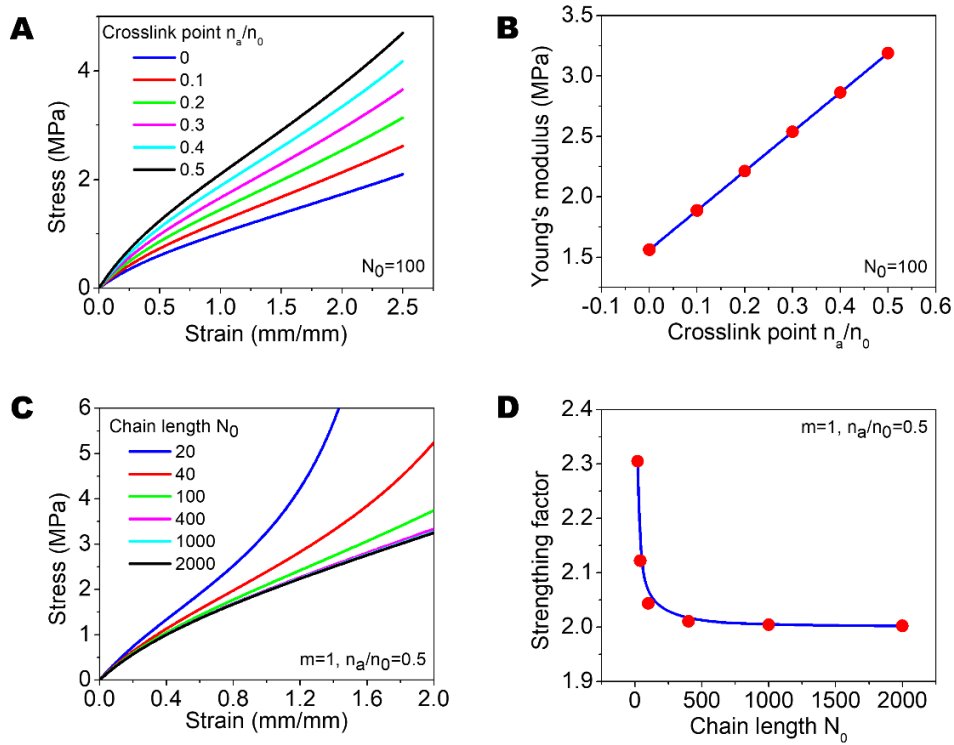 A
Crosslink point na/n0
0
0.1
0.2
0.3
0.4
0.5
N0=100
Stress (MPa)
4
2
0
0.0 0.5 1.0 1.5 2.0 2.5
Strain (mm/mm)
B
Young's modulus (MPa)
3.5
3.0
2.5
2.0
1.5
N0=100
-0.1 0.0 0.1 0.2 0.3 0.4 0.5 0.6
Crosslink point na/n0
C
Chain length N0
20
40
100
400
1000
2000
m=1, na/n0=0.5
Stress (MPa)
6
5
4
3
2
1
0
0.0 0.4 0.8 1.2 1.6 2.0
Strain (mm/mm)
D
m=1, na/n0=0.5
Strengthing factor
2.4
2.3
2.2
2.1
2.0
1.9
0 500 1000 1500 2000
Chain length N0